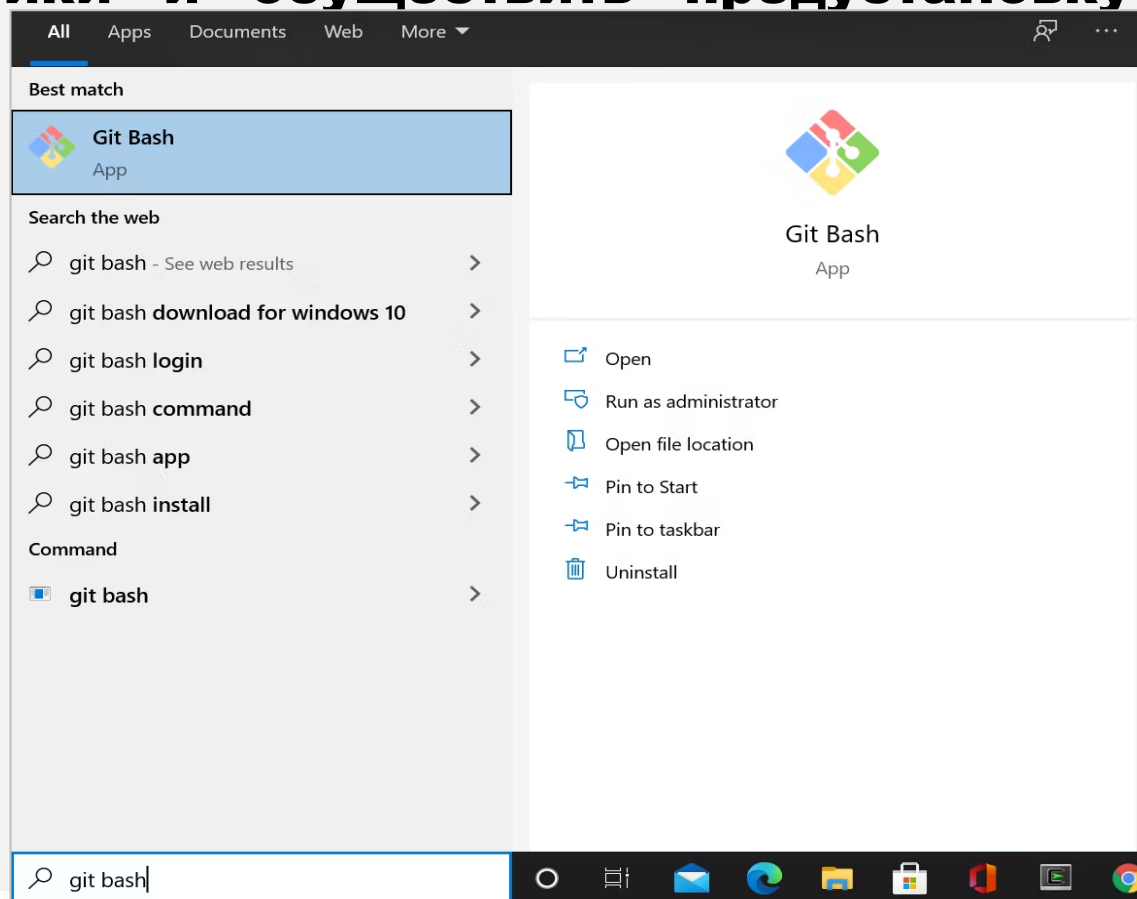 и осуществить предустановку
All Apps Documents Web More
Best match
Git Bash
App
Search the web
git bash - See web results
git bash download for windows 10
git bash login
git bash command
git bash app
git bash install
Command
git bash
git bash
Git Bash
App
Open
Run as administrator
Open file location
Pin to Start
Pin to taskbar
Uninstall